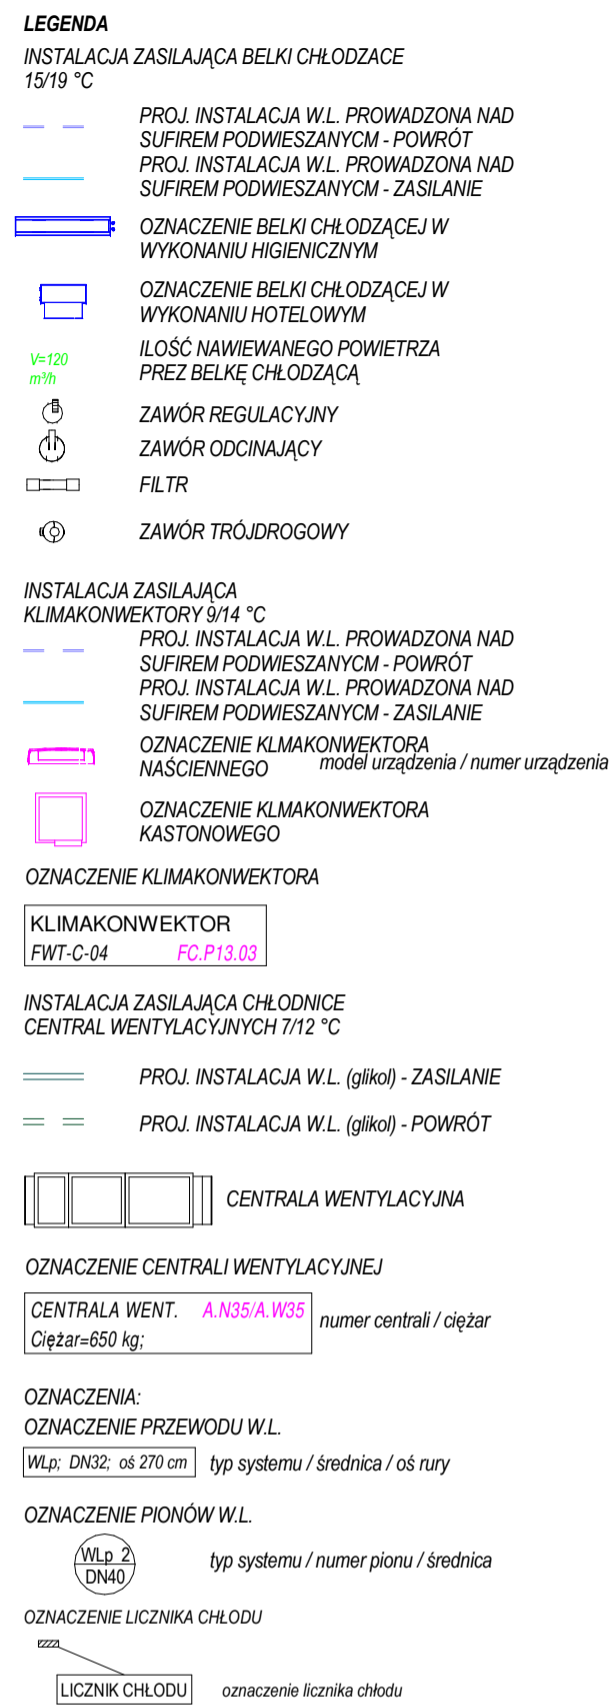 LEGENDA
INSTALACJA ZASILAJĄCA BELKI CHŁODZACE
15/19 °C
PROJ. INSTALACJA W.L. PROWADZONA NAD
SUFIREM PODWIESZANYCM - POWRÓT
PROJ. INSTALACJA W.L. PROWADZONA NAD
SUFIREM PODWIESZANYCM - ZASILANIE
OZNACZENIE BELKI CHŁODZĄCEJ W
WYKONANIU HIGIENICZNYM
OZNACZENIE BELKI CHŁODZĄCEJ W
WYKONANIU HOTELOWYM
V=120
m³/h
ILOŚĆ NAWIEWANEGO POWIETRZA
PREZ BELKĘ CHŁODZĄCĄ
ZAWÓR REGULACYJNY
ZAWÓR ODCINAJĄCY
FILTR
ZAWÓR TRÓJDROGOWY
INSTALACJA ZASILAJĄCA
KLIMAKONWEKTORY 9/14 °C
PROJ. INSTALACJA W.L. PROWADZONA NAD
SUFIREM PODWIESZANYCM - POWRÓT
PROJ. INSTALACJA W.L. PROWADZONA NAD
SUFIREM PODWIESZANYCM - ZASILANIE
OZNACZENIE KLMAKONWEKTORA
NAŚCIENNEGO model urządzenia / numer urządzenia
OZNACZENIE KLMAKONWEKTORA
KASTONOWEGO
OZNACZENIE KLIMAKONWEKTORA
KLIMAKONWEKTOR
FWT-C-04 FC.P13.03
INSTALACJA ZASILAJĄCA CHŁODNICE
CENTRAL WENTYLACYJNYCH 7/12 °C
PROJ. INSTALACJA W.L. (glikol) - ZASILANIE
PROJ. INSTALACJA W.L. (glikol) - POWRÓT
CENTRALA WENTYLACYJNA
OZNACZENIE CENTRALI WENTYLACYJNEJ
CENTRALA WENT. A.N35/A.W35
Ciężar=650 kg;
numer centrali / ciężar
OZNACZENIA:
OZNACZENIE PRZEWODU W.L.
WLp; DN32; oś 270 cm typ systemu / średnica / oś rury
OZNACZENIE PIONÓW W.L.
WLp 2
DN40
typ systemu / numer pionu / średnica
OZNACZENIE LICZNIKA CHŁODU
LICZNIK CHŁODU oznaczenie licznika chłodu